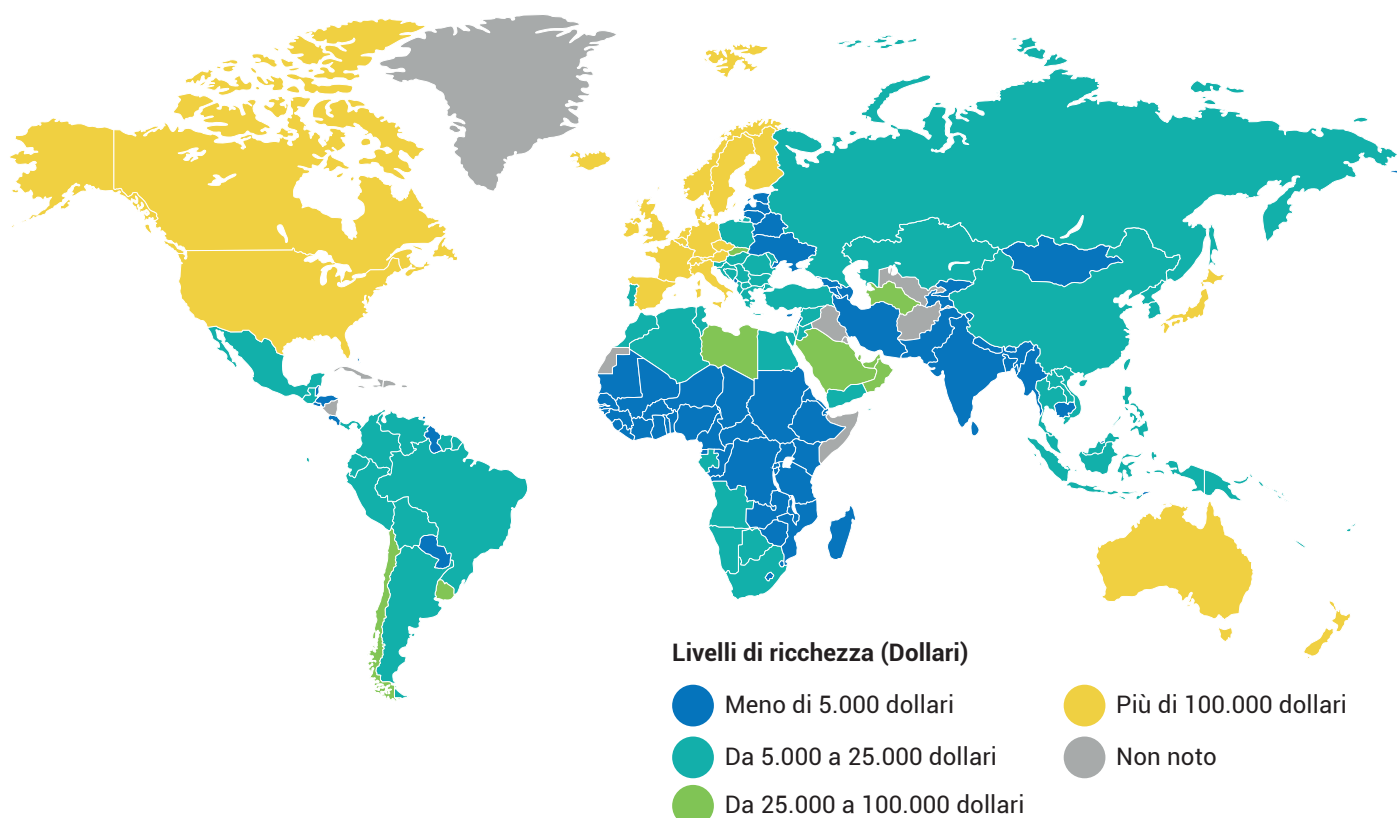 Livelli di ricchezza (Dollari)
Meno di 5.000 dollari
Da 5.000 a 25.000 dollari
Da 25.000 a 100.000 dollari
Più di 100.000 dollari
Non noto